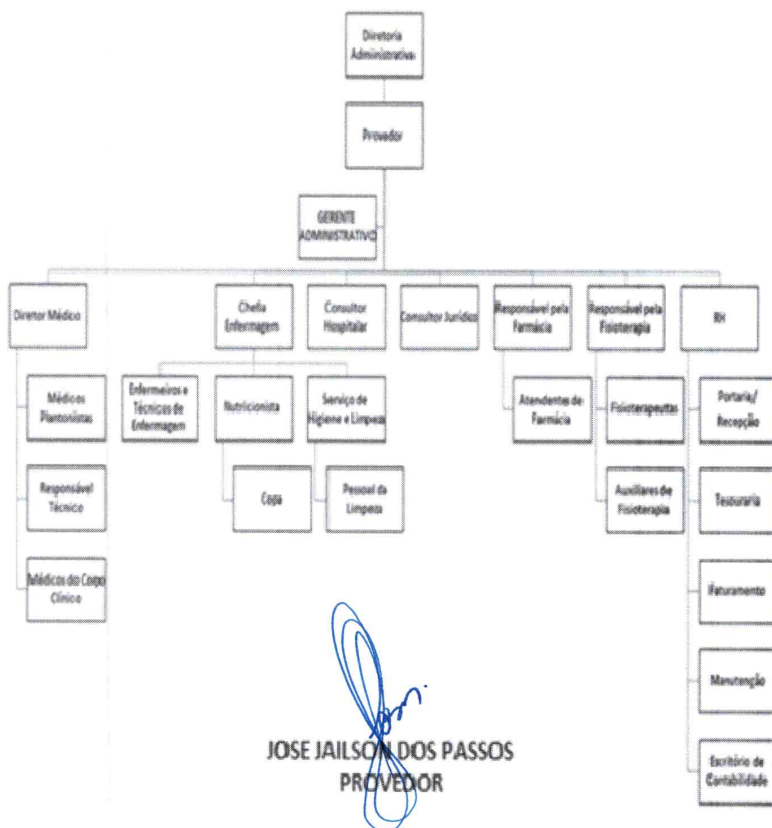 Diretoria
Administrativa
Provedor
GERENTE
ADMINISTRATIVO
Diretor Médico
Chefia
Enfermagem
Consultor
Hospitalar
Consultor Jurídico
Responsável pela
Farmácia
Responsável pela
Fisioterapia
RH
Médicos
Plantonistas
Enfermeiros e
Técnicos de
Enfermagem
Nutricionista
Serviço de
Higiene e Limpeza
Atendentes de
Farmácia
Fisioterapeutas
Portaria/
Recepção
Responsável
Técnico
Copa
Pessoal da
Limpeza
Auxiliares de
Fisioterapia
Tesouraria
Médicos do Corpo
Clínico
Faturamento
Manutenção
Escritório de
Contabilidade
JOSE JAILSON DOS PASSOS
PROVEDOR